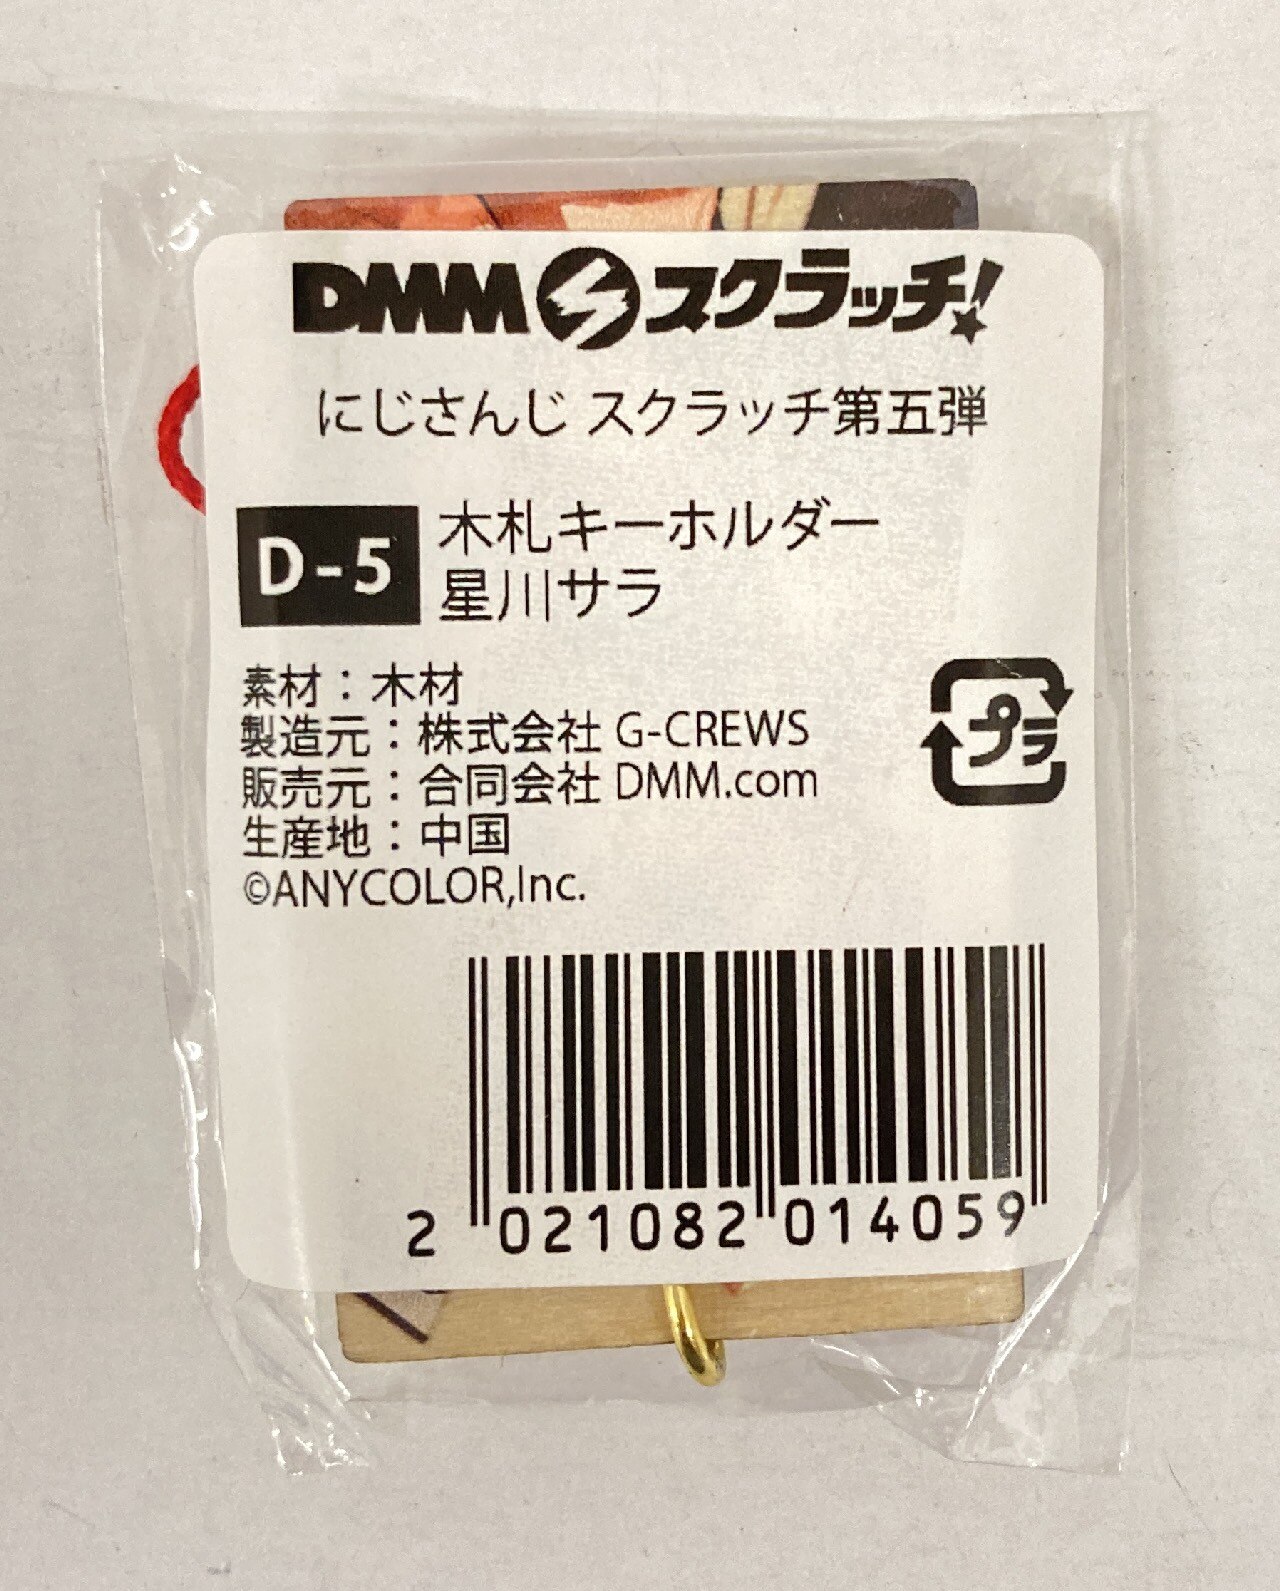 DMMスクラッチ!
にじさんじ スクラッチ第五弾
D-5
木札キーホルダー
星川サラ
素材：木材
製造元：株式会社 G-CREWS
販売元：合同会社 DMM.com
生産地：中国
©ANYCOLOR,Inc.
プラ
2 021082 014059